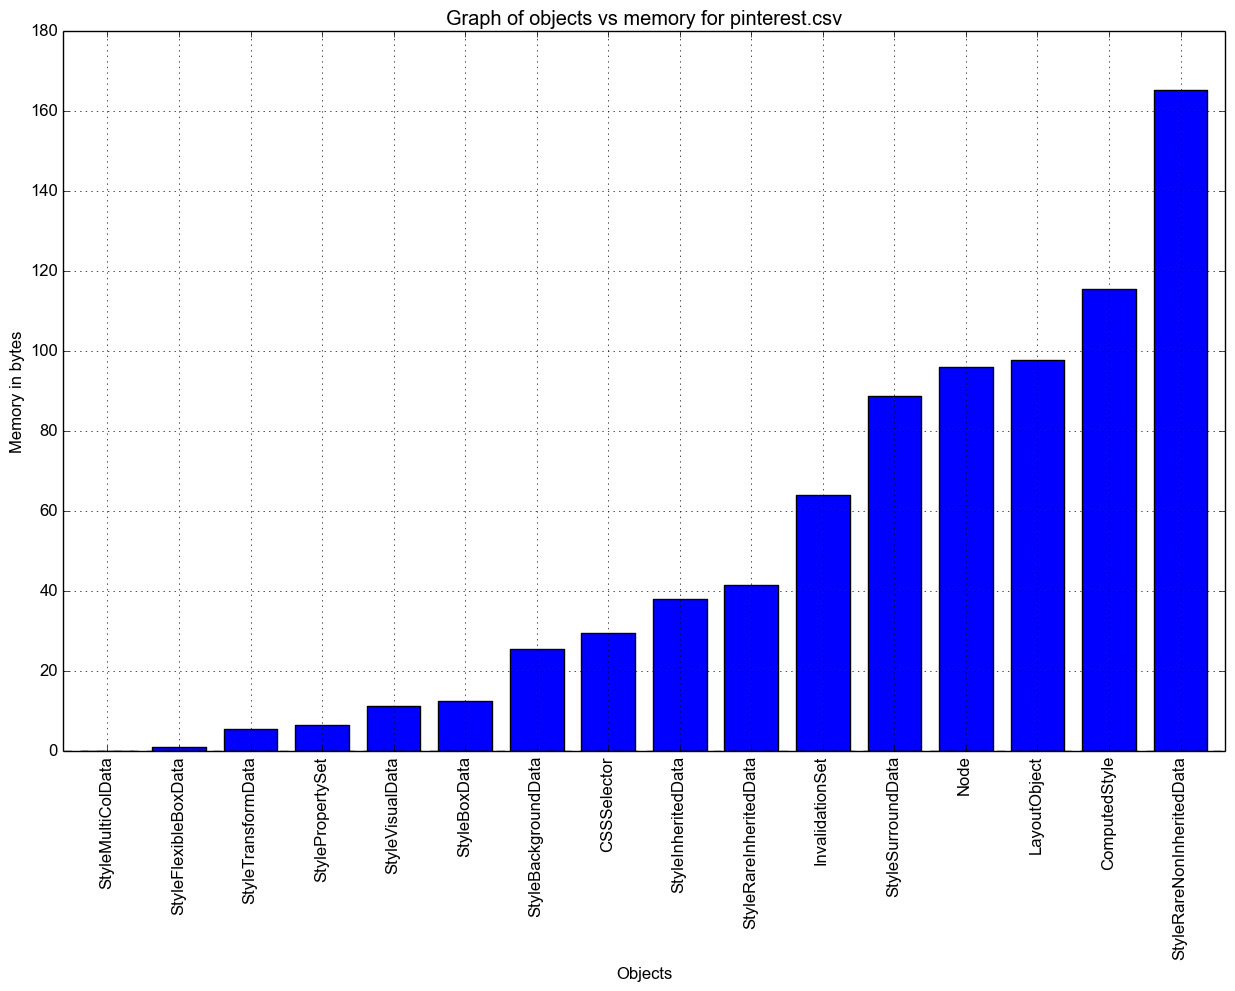 Graph of objects vs memory for pinterest.csv
180
160
140
120
100
80
60
40
20
0
Memory in bytes
StyleMultiColData
StyleFlexibleBoxData
StyleTransformData
StylePropertySet
StyleVisualData
StyleBoxData
StyleBackgroundData
CSSSelector
StyleInheritedData
StyleRareInheritedData
InvalidationSet
StyleSurroundData
Node
LayoutObject
ComputedStyle
StyleRareNonInheritedData
Objects